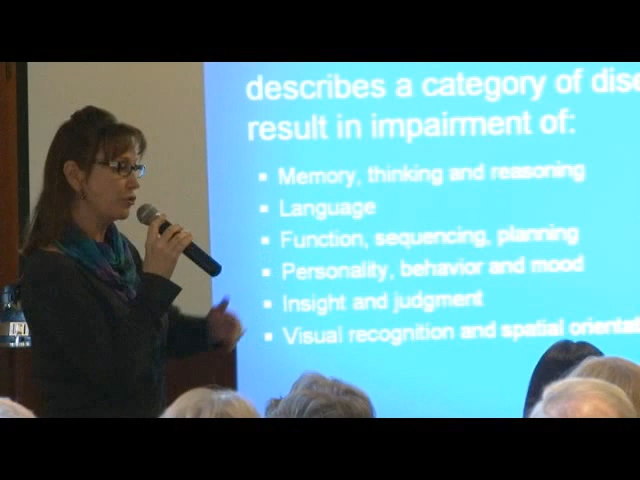 describes a category of dise
result in impairment of:
▪ Memory, thinking and reasoning
▪ Language
▪ Function, sequencing, planning
▪ Personality, behavior and mood
▪ Insight and judgment
▪ Visual recognition and spatial orientat